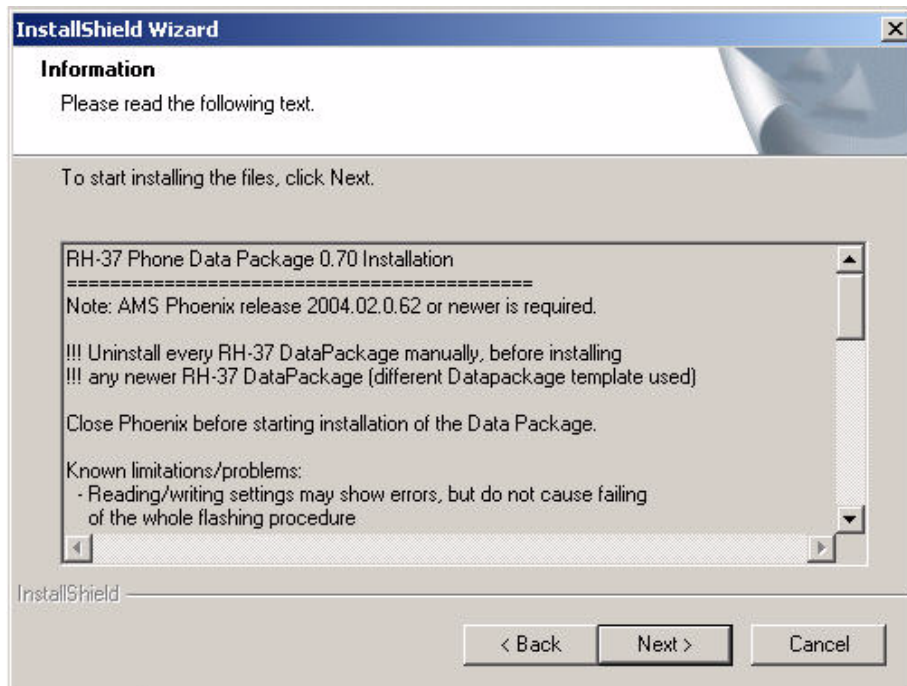 InstallShield Wizard
Information
Please read the following text.
To start installing the files, click Next.
RH-37 Phone Data Package 0.70 Installation
===========================================
Note: AMS Phoenix release 2004.02.0.62 or newer is required.
!!! Uninstall every RH-37 DataPackage manually, before installing
!!! any newer RH-37 DataPackage (different Datapackage template used)
Close Phoenix before starting installation of the Data Package.
Known limitations/problems:
- Reading/writing settings may show errors, but do not cause failing
of the whole flashing procedure
InstallShield
< Back
Next >
Cancel